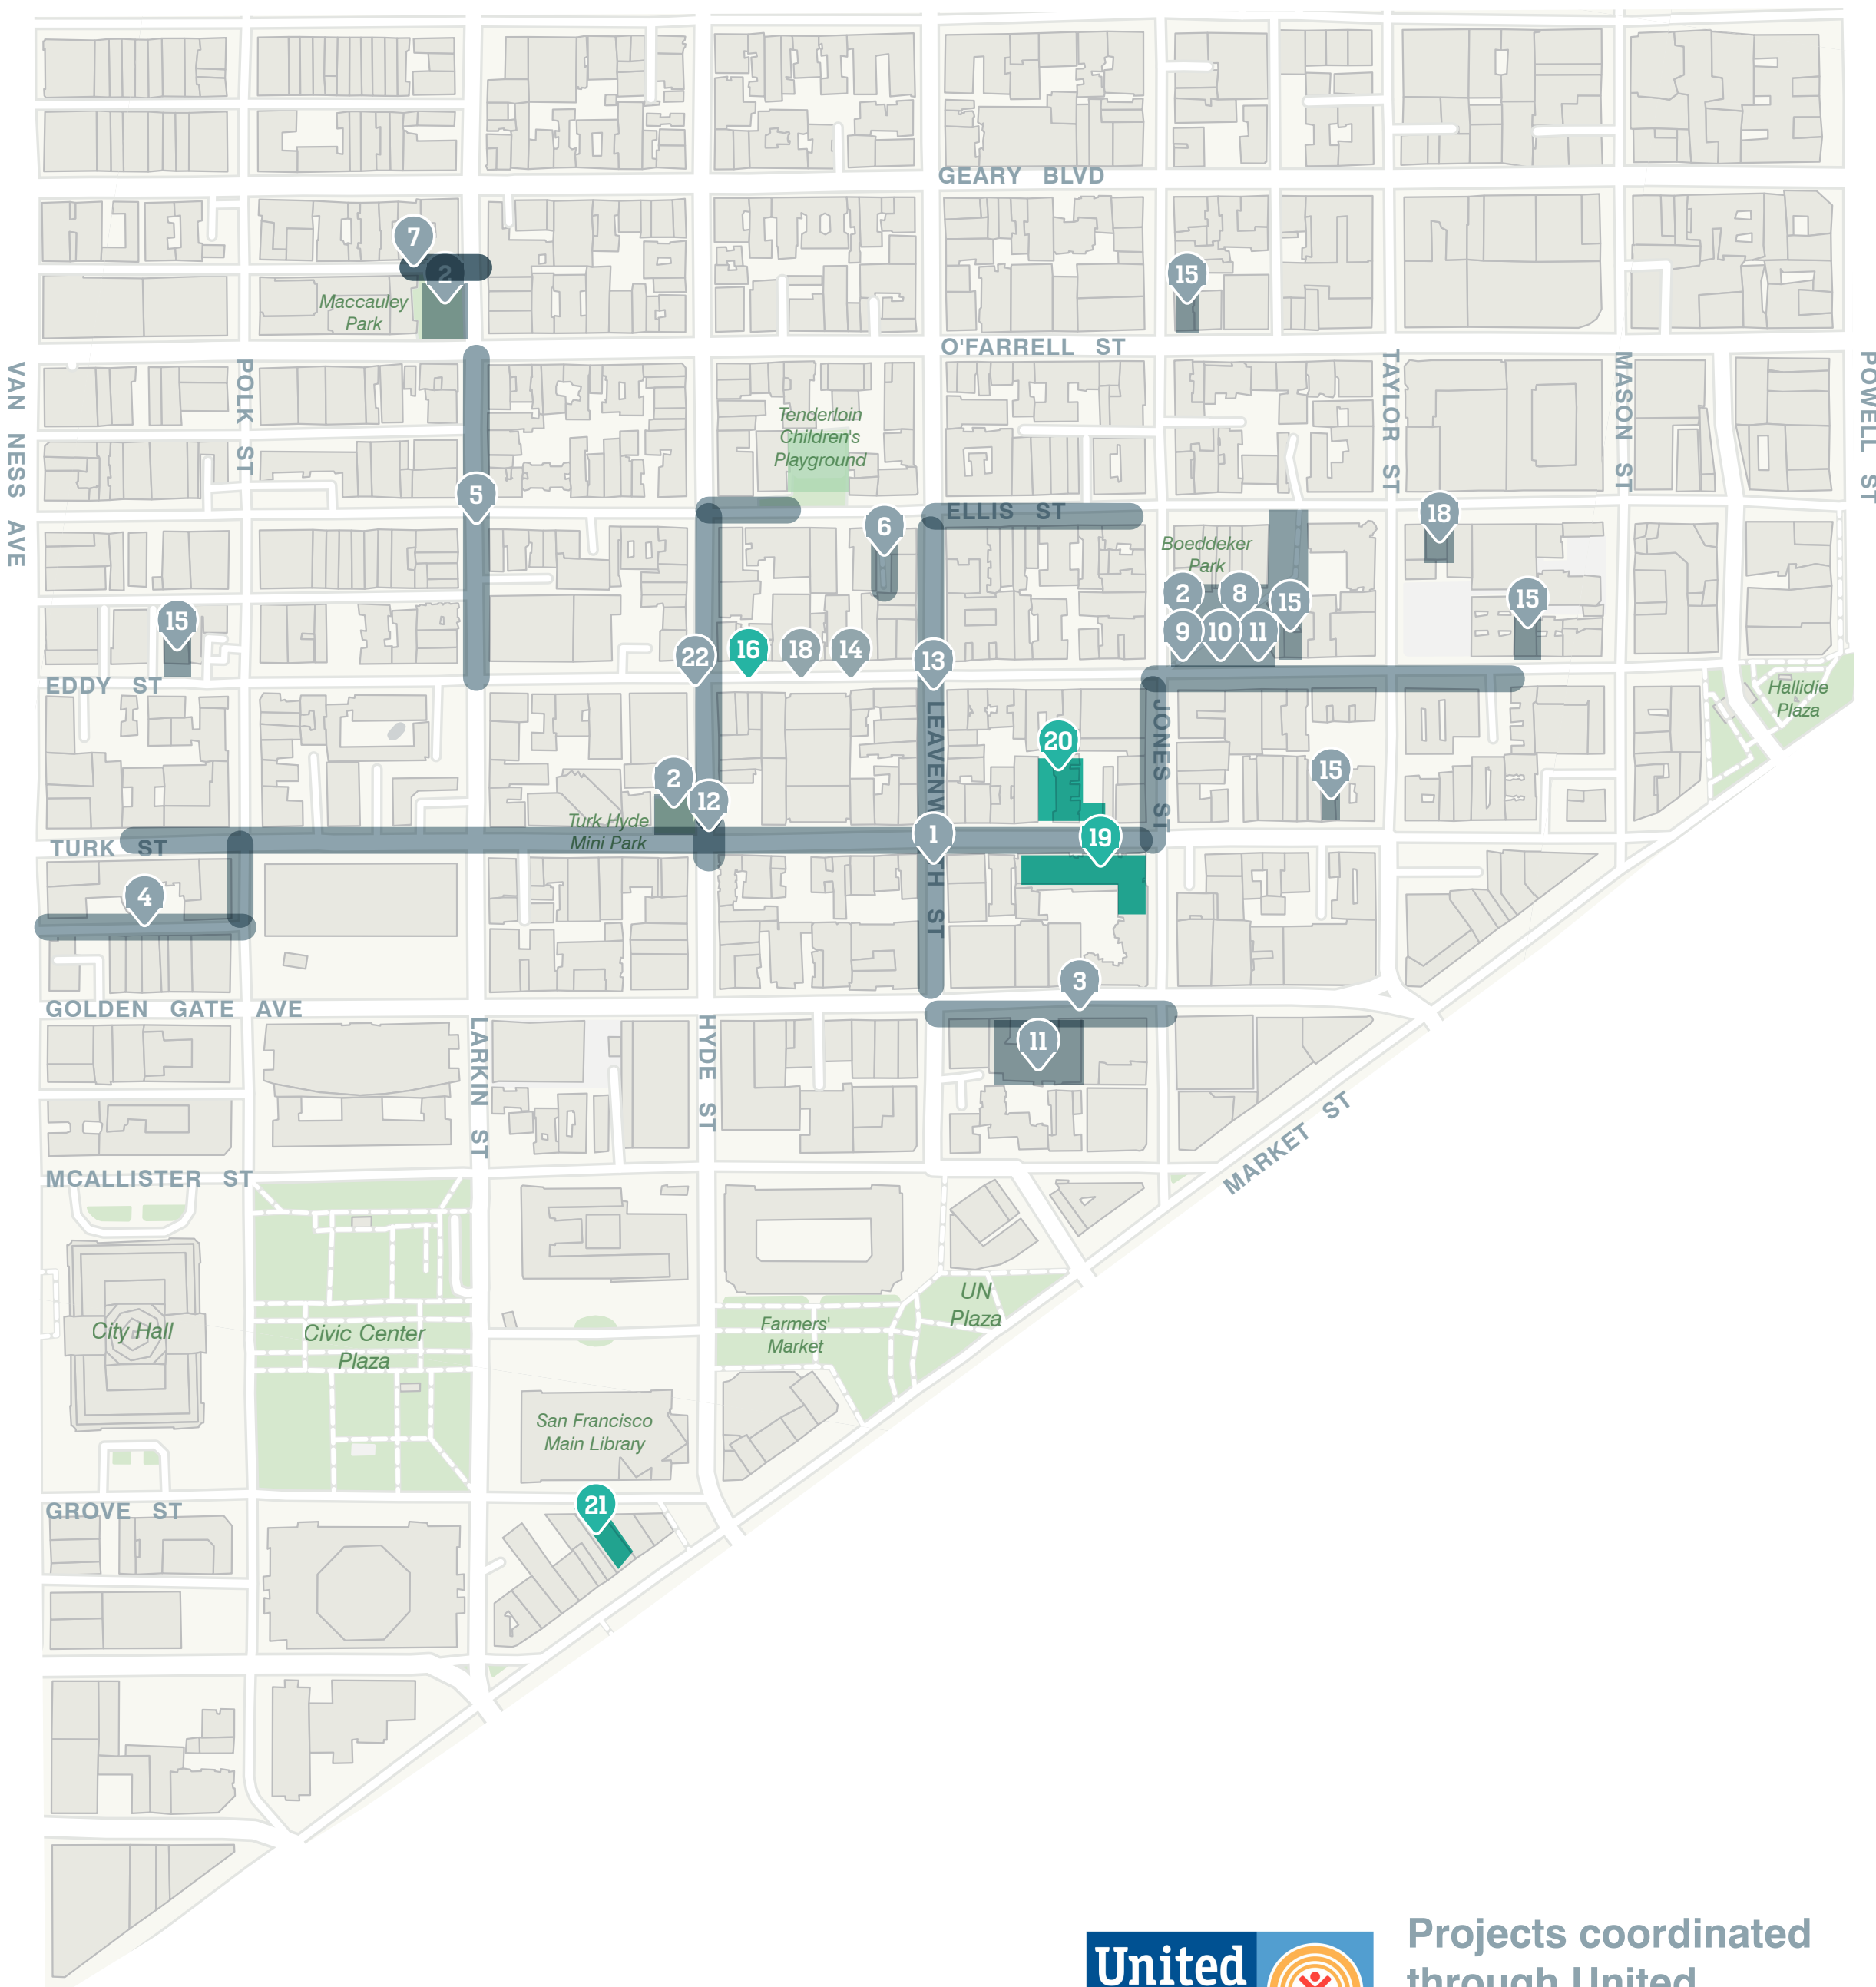 GEARY BLVD
7
2
Maccauley
Park
15
O'FARRELL ST
VAN NESS AVE
POLK ST
TAYLOR ST
MASON ST
POWELL ST
Tenderloin
Children's
Playground
5
ELLIS ST
6
18
Boeddeker
Park
2
8
15
15
15
9
10
11
22
16
18
14
13
EDDY ST
Hallidie
Plaza
LEAVENW
TH ST
JONES ST
20
15
2
12
Turk Hyde
Mini Park
1
19
TURK ST
4
3
GOLDEN GATE AVE
LARKIN ST
HYDE ST
11
MARKET ST
MCALLISTER ST
UN
Plaza
City Hall
Civic Center
Plaza
Farmers'
Market
San Francisco
Main Library
21
GROVE ST
United
Projects coordinated
through United